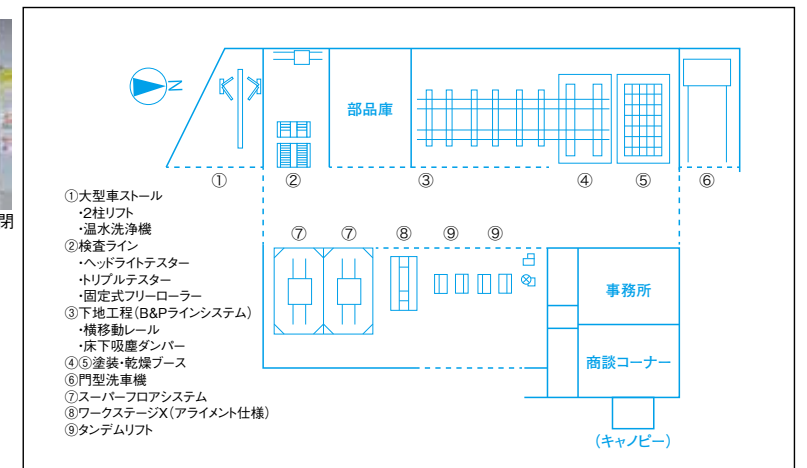 閉
N
部品庫
①
②
③
④
⑤
⑥
①大型車ストール
・2柱リフト
・温水洗浄機
②検査ライン
・ヘッドライトテスター
・トリプルテスター
・固定式フリーローラー
③下地工程(B&Pラインシステム)
・横移動レール
・床下吸塵ダンパー
④⑤塗装・乾燥ブース
⑥門型洗車機
⑦スーパーフロアシステム
⑧ワークステージX(アライメント仕様)
⑨タンデムリフト
⑦
⑦
⑧
⑨
⑨
事務所
商談コーナー
(キャノピー)